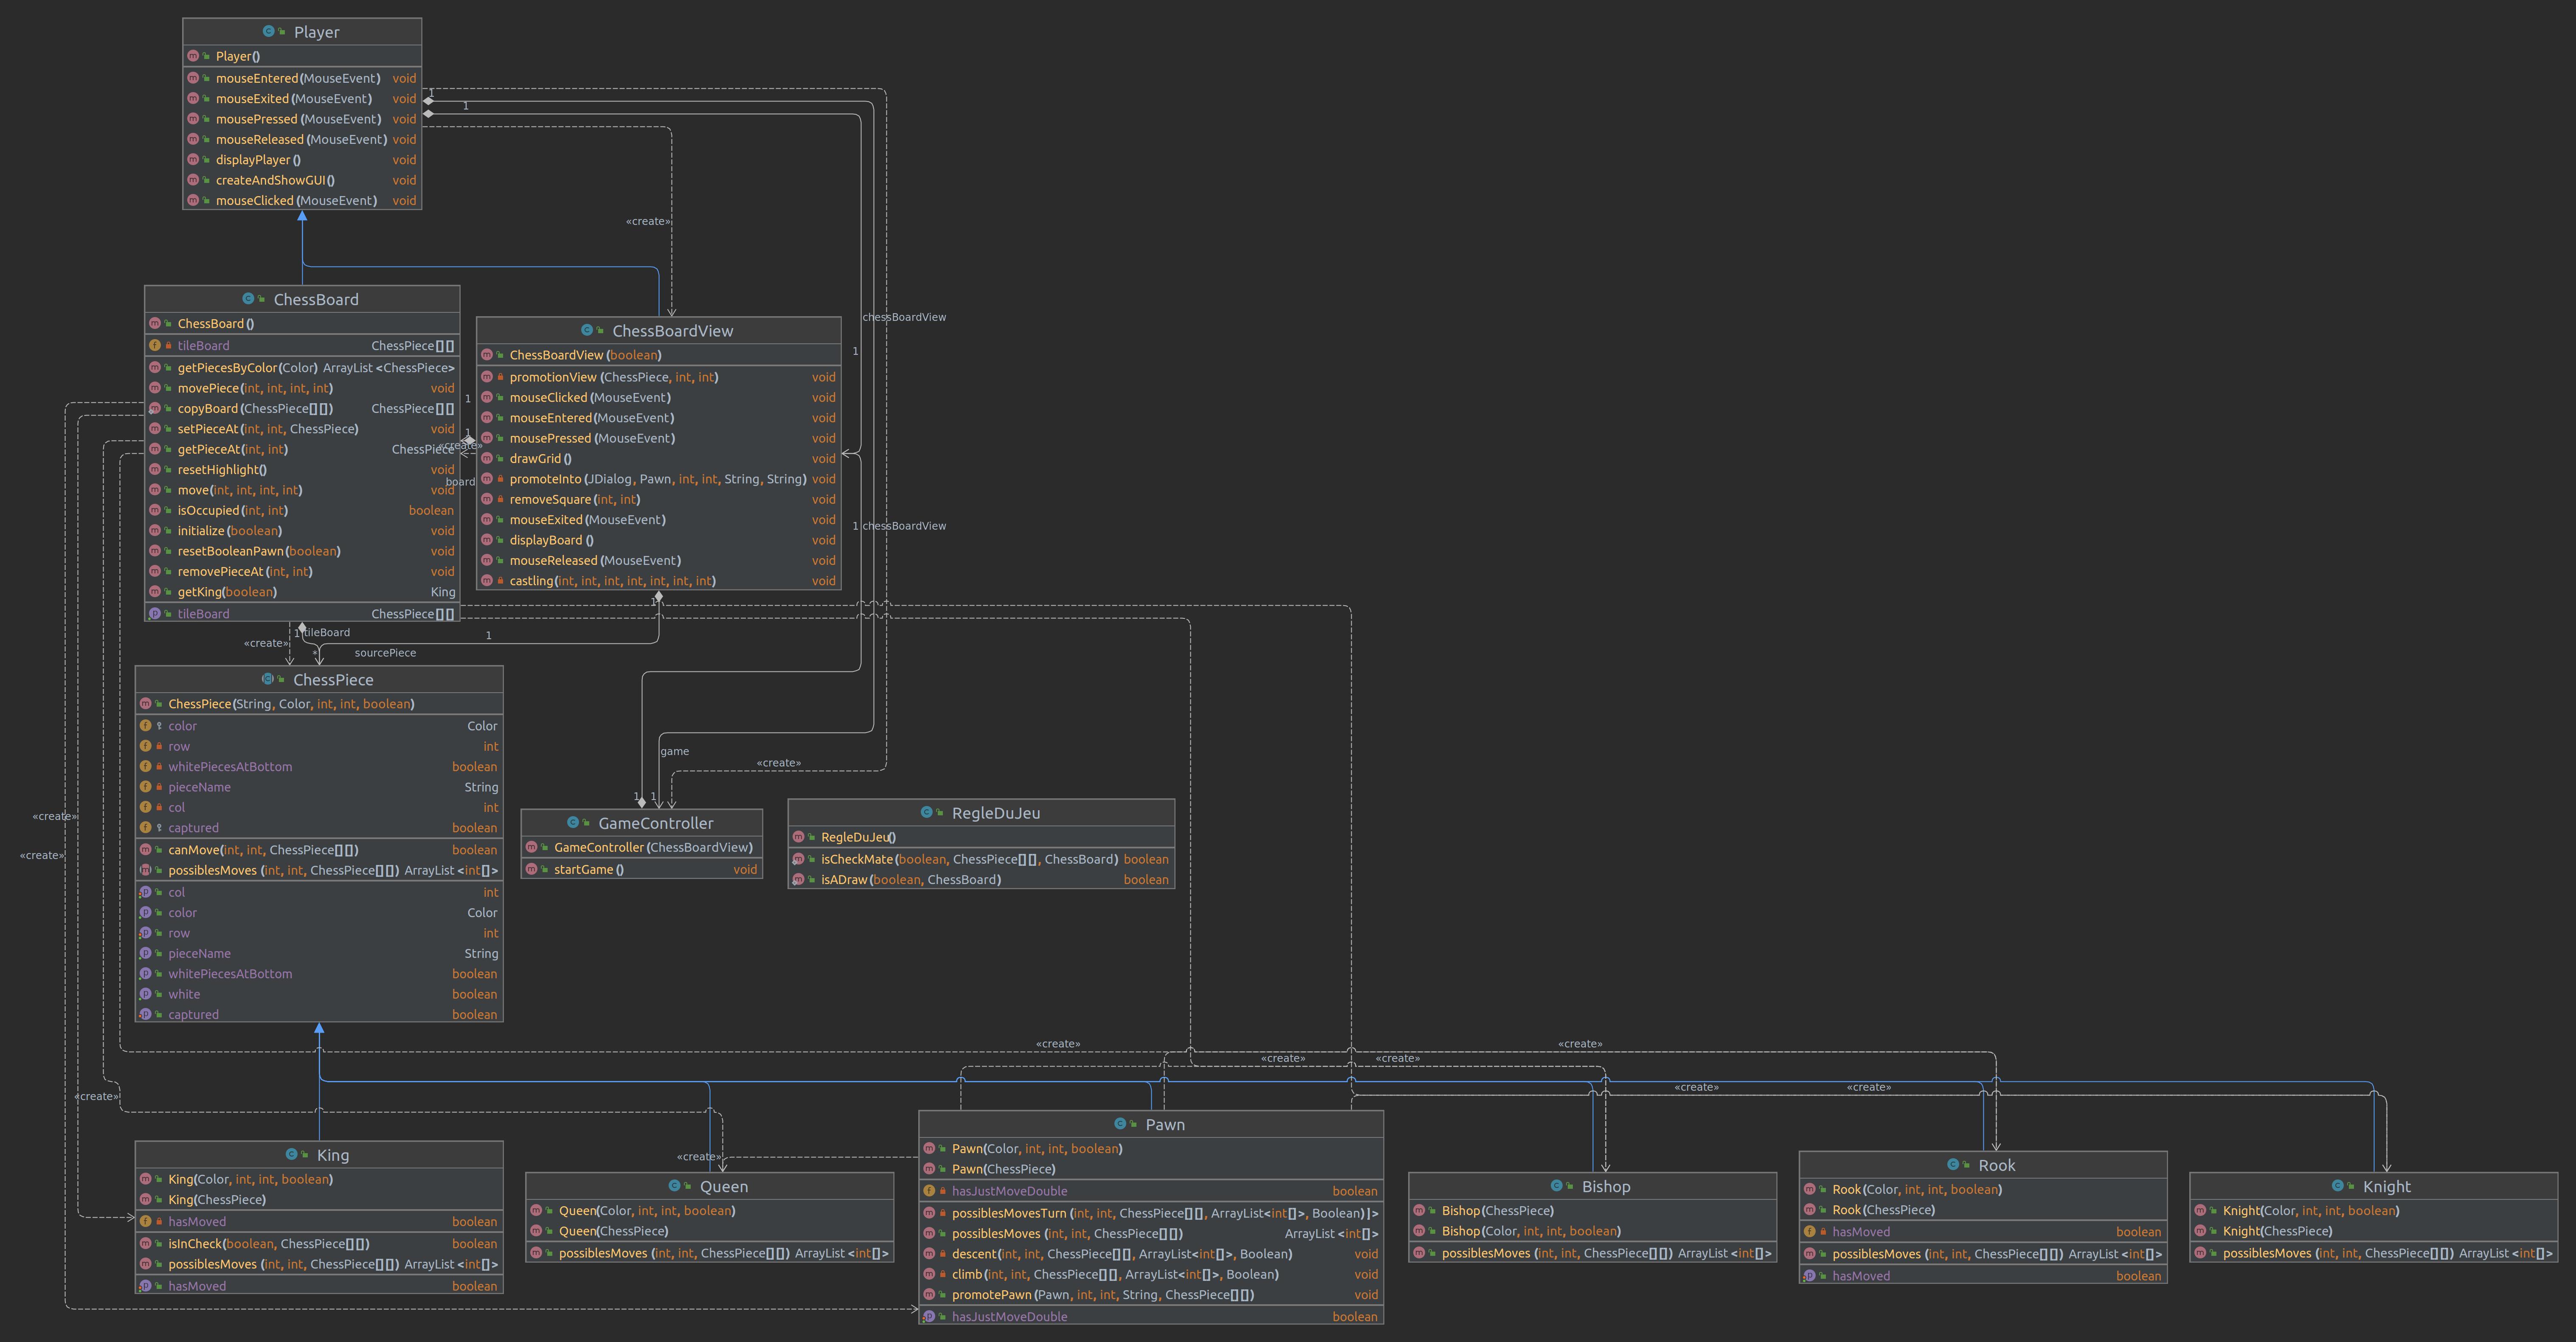 Player
Player()
mouseEntered(MouseEvent) void
mouseExited(MouseEvent) void
mousePressed(MouseEvent) void
mouseReleased(MouseEvent) void
displayPlayer() void
createAndShowGUI() void
mouseClicked(MouseEvent) void
1
1
«create»
ChessBoard
ChessBoard()
tileBoard ChessPiece[][]
getPiecesByColor(Color) ArrayList<ChessPiece>
movePiece(int, int, int, int) void
copyBoard(ChessPiece[][]) ChessPiece[][]
setPieceAt(int, int, ChessPiece) void
getPieceAt(int, int) ChessPiece
resetHighlight() void
move(int, int, int, int) void
isOccupied(int, int) boolean
initialize(boolean) void
resetBooleanPawn(boolean) void
removePieceAt(int, int) void
getKing(boolean) King
tileBoard ChessPiece[][]
1
1
«create»
board
ChessBoardView
ChessBoardView(boolean)
promotionView(ChessPiece, int, int) void
mouseClicked(MouseEvent) void
mouseEntered(MouseEvent) void
mousePressed(MouseEvent) void
drawGrid() void
promoteInto(JDialog, Pawn, int, int, String, String) void
removeSquare(int, int) void
mouseExited(MouseEvent) void
displayBoard() void
mouseReleased(MouseEvent) void
castling(int, int, int, int, int, int, int) void
chessBoardView
1
1 chessBoardView
1
1 tileBoard
«create»
*
1
sourcePiece
ChessPiece
ChessPiece(String, Color, int, int, boolean)
color Color
row int
whitePiecesAtBottom boolean
pieceName String
col int
captured boolean
canMove(int, int, ChessPiece[][]) boolean
possiblesMoves(int, int, ChessPiece[][]) ArrayList<int[]>
col int
color Color
row int
pieceName String
whitePiecesAtBottom boolean
white boolean
captured boolean
game
«create»
1
1
GameController
GameController(ChessBoardView)
startGame() void
RegleDuJeu
RegleDuJeu()
isCheckMate(boolean, ChessPiece[][], ChessBoard) boolean
isADraw(boolean, ChessBoard) boolean
«create»
«create»
«create»
«create»
«create»
«create»
«create»
«create»
«create»
«create»
King
King(Color, int, int, boolean)
King(ChessPiece)
hasMoved boolean
isInCheck(boolean, ChessPiece[][]) boolean
possiblesMoves(int, int, ChessPiece[][]) ArrayList<int[]>
hasMoved boolean
Queen
Queen(Color, int, int, boolean)
Queen(ChessPiece)
possiblesMoves(int, int, ChessPiece[][]) ArrayList<int[]>
Pawn
Pawn(Color, int, int, boolean)
Pawn(ChessPiece)
hasJustMoveDouble boolean
possiblesMovesTurn(int, int, ChessPiece[][], ArrayList<int[]>, Boolean)]>
possiblesMoves(int, int, ChessPiece[][]) ArrayList<int[]>
descent(int, int, ChessPiece[][], ArrayList<int[]>, Boolean) void
climb(int, int, ChessPiece[][], ArrayList<int[]>, Boolean) void
promotePawn(Pawn, int, int, String, ChessPiece[][]) void
hasJustMoveDouble boolean
Bishop
Bishop(ChessPiece)
Bishop(Color, int, int, boolean)
possiblesMoves(int, int, ChessPiece[][]) ArrayList<int[]>
Rook
Rook(Color, int, int, boolean)
Rook(ChessPiece)
hasMoved boolean
possiblesMoves(int, int, ChessPiece[][]) ArrayList<int[]>
hasMoved boolean
Knight
Knight(Color, int, int, boolean)
Knight(ChessPiece)
possiblesMoves(int, int, ChessPiece[][]) ArrayList<int[]>